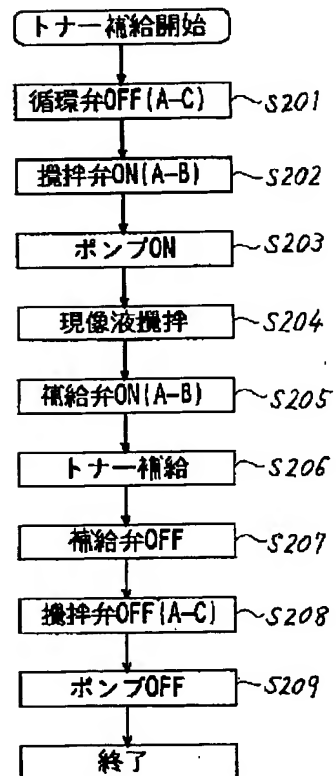 トナー補給開始
循環弁OFF(A-C) S201
攪拌弁ON(A-B) S202
ポンプON S203
現像液攪拌 S204
補給弁ON(A-B) S205
トナー補給 S206
補給弁OFF S207
攪拌弁OFF(A-C) S208
ポンプOFF S209
終了